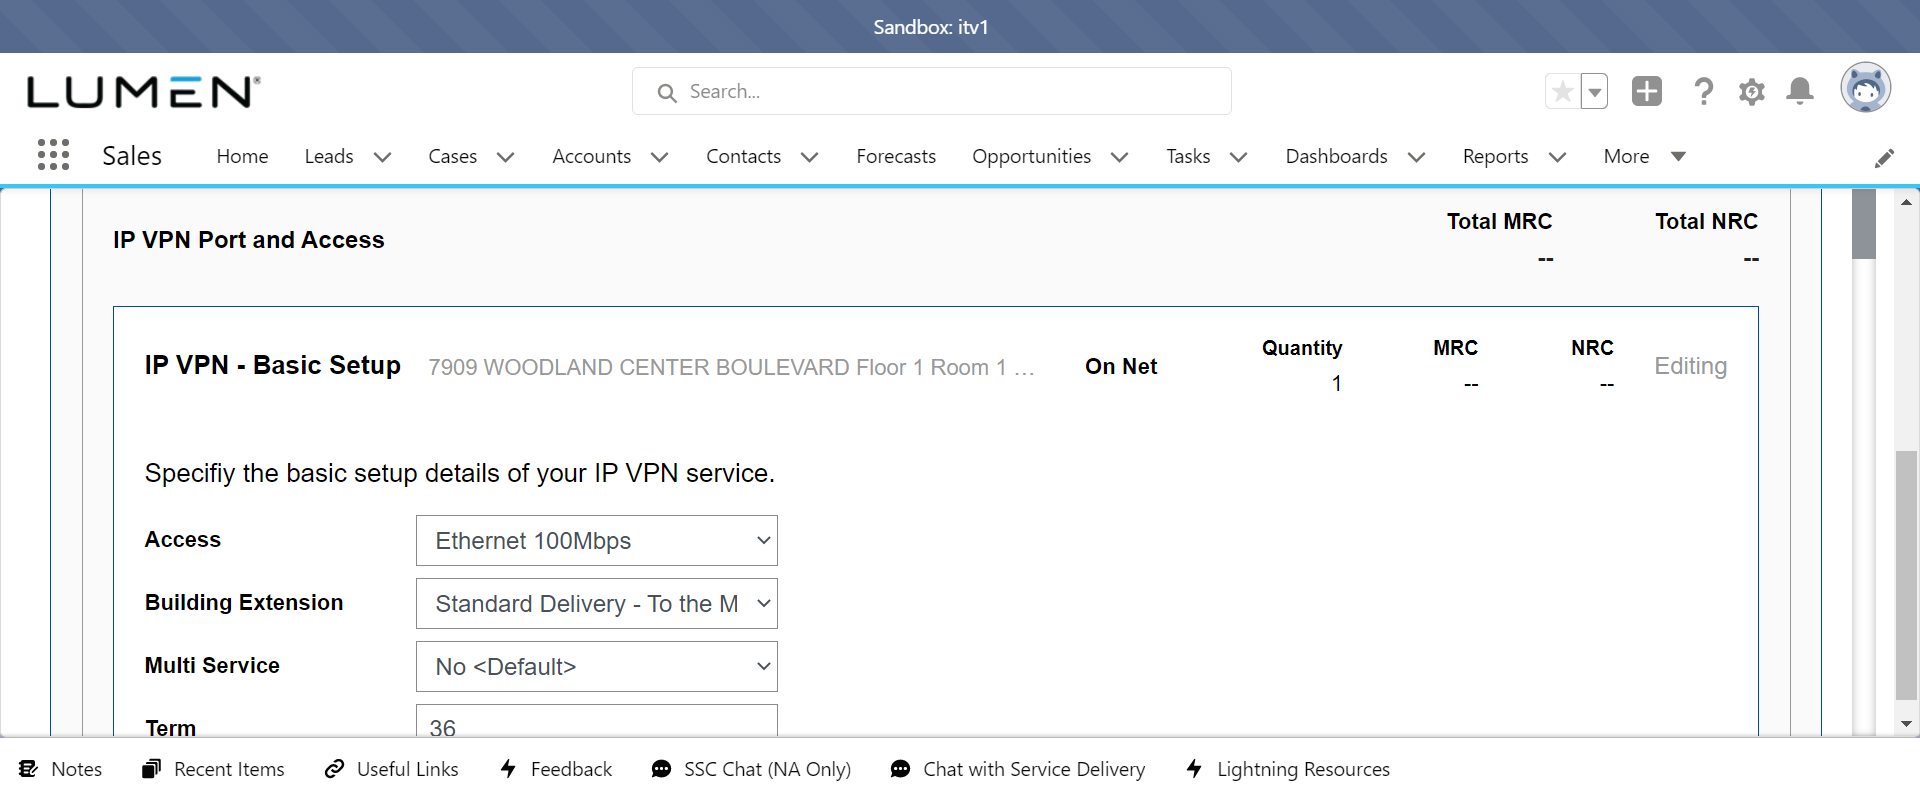 Sandbox: itv1
LUMEN®
Search...
Sales Home Leads Cases Accounts Contacts Forecasts Opportunities Tasks Dashboards Reports More
IP VPN Port and Access
Total MRC
--
Total NRC
--
IP VPN - Basic Setup 7909 WOODLAND CENTER BOULEVARD Floor 1 Room 1 ... On Net
Quantity
1
MRC
--
NRC
--
Editing
Specifiy the basic setup details of your IP VPN service.
Access Ethernet 100Mbps
Building Extension Standard Delivery - To the M
Multi Service No <Default>
Term 36
Notes Recent Items Useful Links Feedback SSC Chat (NA Only) Chat with Service Delivery Lightning Resources